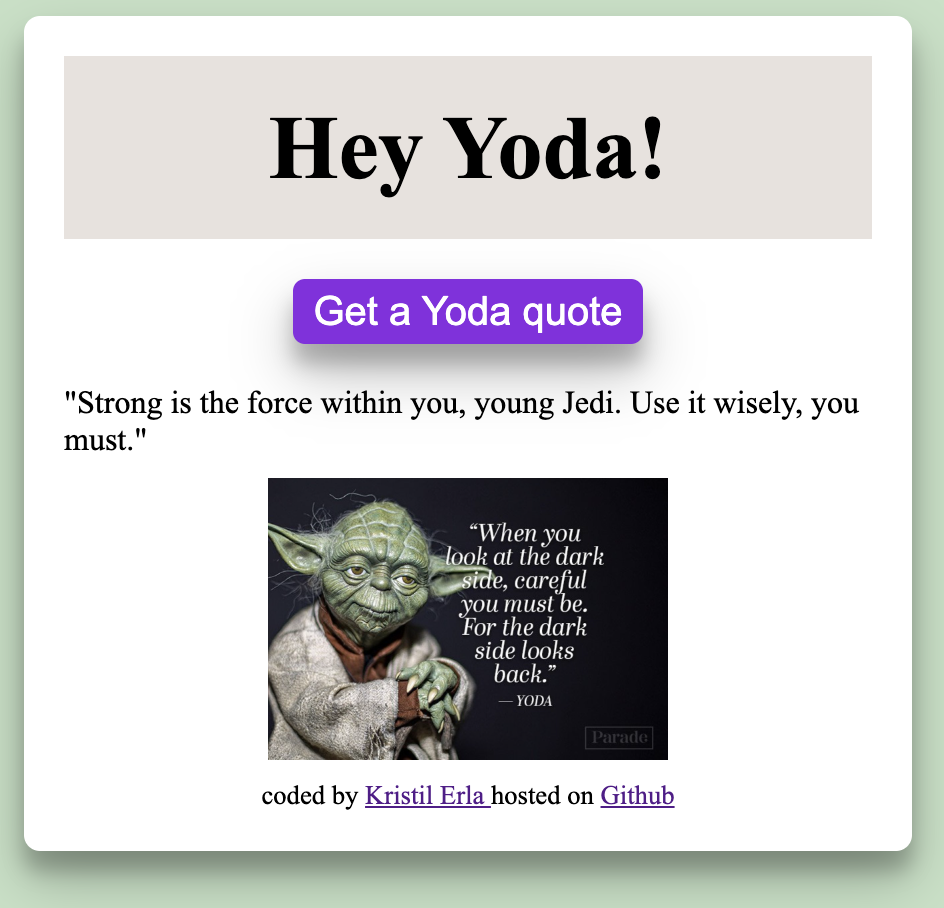 Hey Yoda!
Get a Yoda quote
"Strong is the force within you, young Jedi. Use it wisely, you
must."
“When you
look at the dark
side, careful
you must be.
For the dark
side looks
back.”
— YODA
Parade
coded by Kristil Erla hosted on Github